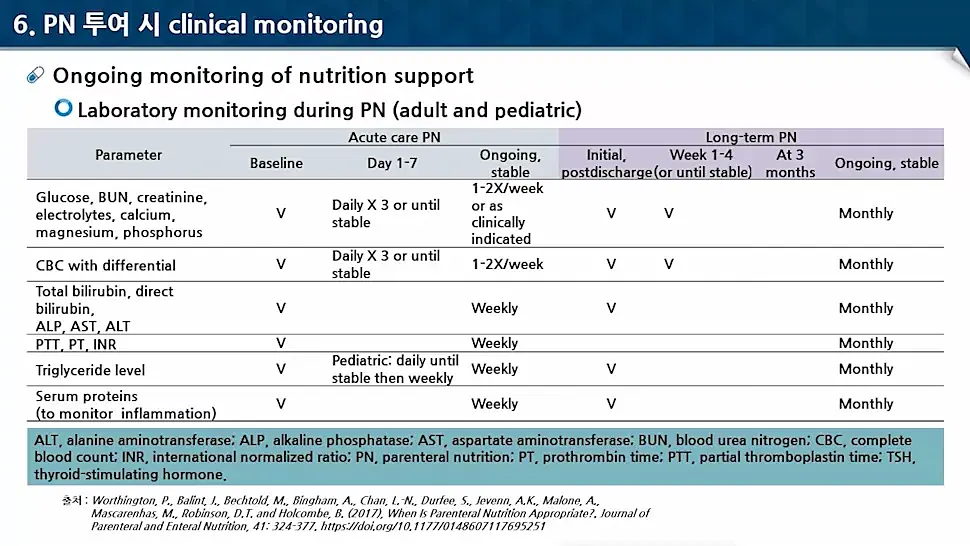 6. PN 투여 시 clinical monitoring
Ongoing monitoring of nutrition support
Laboratory monitoring during PN (adult and pediatric)
Parameter
Acute care PN
Long-term PN
Baseline
Day 1-7
Ongoing,
stable
Initial,
postdischarge
Week 1-4
(or until stable)
At 3
months
Ongoing, stable
Glucose, BUN, creatinine,
electrolytes, calcium,
magnesium, phosphorus
V
Daily X 3 or until
stable
1-2X/week
or as
clinically
indicated
V
V
Monthly
CBC with differential
V
Daily X 3 or until
stable
1-2X/week
V
V
Monthly
Total bilirubin, direct
bilirubin,
ALP, AST, ALT
V
Weekly
V
Monthly
PTT, PT, INR
V
Weekly
Monthly
Triglyceride level
V
Pediatric: daily until
stable then weekly
Weekly
V
Monthly
Serum proteins
(to monitor inflammation)
V
Weekly
V
Monthly
ALT, alanine aminotransferase; ALP, alkaline phosphatase; AST, aspartate aminotransferase; BUN, blood urea nitrogen; CBC, complete
blood count; INR, international normalized ratio; PN, parenteral nutrition; PT, prothrombin time; PTT, partial thromboplastin time; TSH,
thyroid-stimulating hormone.
출처 : Worthington, P., Balint, J., Bechtold, M., Bingham, A., Chan, L.-N., Durfee, S., Jevenn, A.K., Malone, A.,
Mascarenhas, M., Robinson, D.T. and Holcombe, B. (2017), When Is Parenteral Nutrition Appropriate?. Journal of
Parenteral and Enteral Nutrition, 41: 324-377. https://doi.org/10.1177/0148607117695251